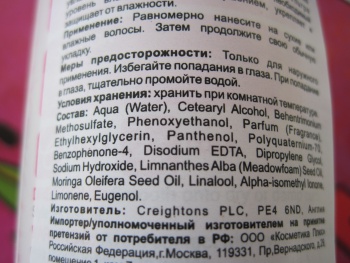 уровень
защищает от влажности.
Применение: Равномерно нанесите на сухие или
влажные волосы. Затем продолжите свою обычную
укладку.
Меры предосторожности: Только для наружного
применения. Избегайте попадания в глаза. При попадании
в глаза, тщательно промойте водой.
Условия хранения: хранить при комнатной температуре.
Состав: Aqua (Water), Cetearyl Alcohol, Behentrimonium
Methosulfate, Phenoxyethanol, Parfum (Fragrance),
Ethylhexylglycerin, Panthenol, Polyquaternium-70,
Benzophenone-4, Disodium EDTA, Dipropylene Glycol,
Sodium Hydroxide, Limnanthes Alba (Meadowfoam) Seed Oil,
Moringa Oleifera Seed Oil, Linalool, Alpha-isomethyl Ionone,
Limonene, Eugenol.
Изготовитель: Creightons PLC, PE4 6ND, Англия
Импортер/уполномоченный изготовителем на принятие
претензий от потребителя в РФ: ООО «Косметика Плюс»
Российская Федерация, 119313, Пр.Вернадского, д.